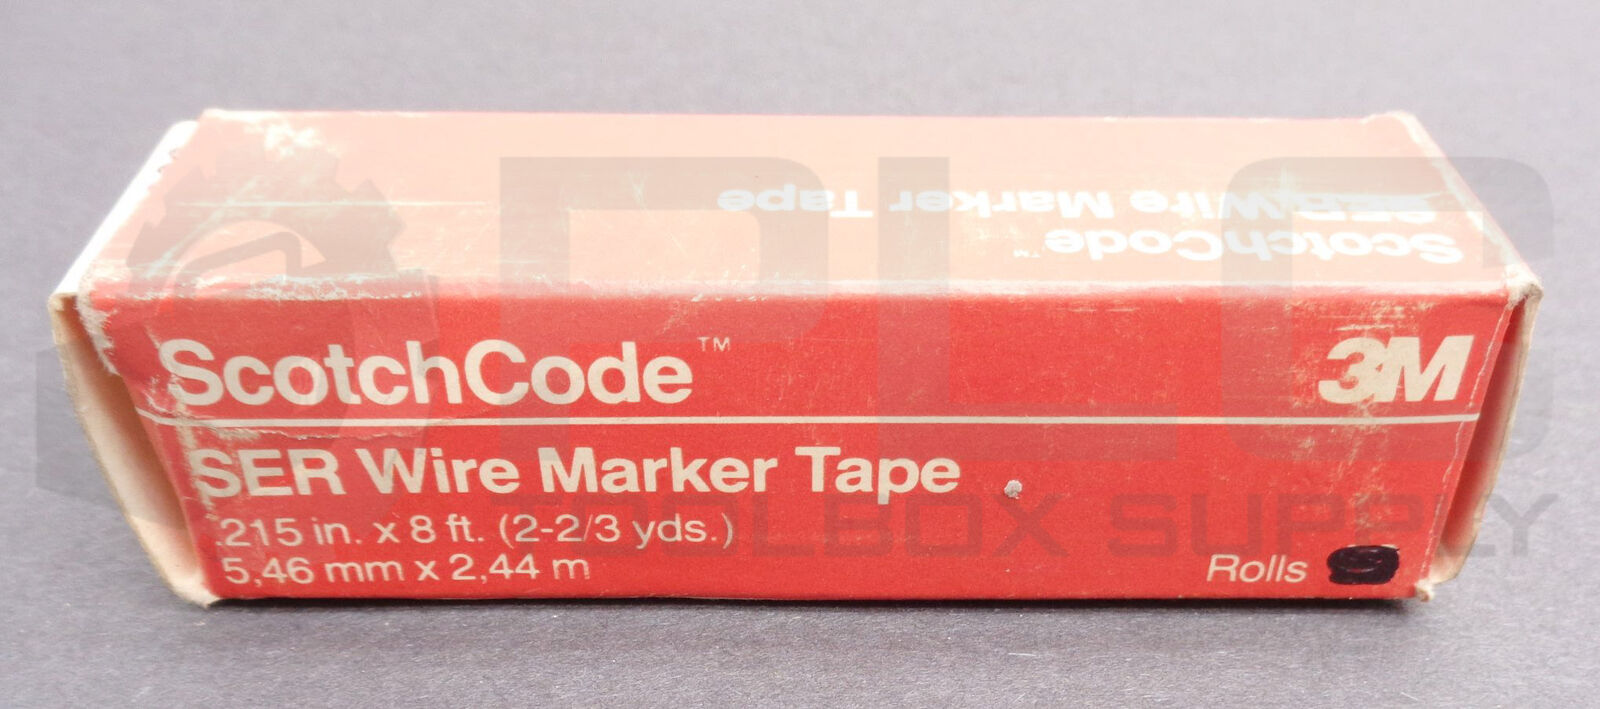 ScotchCode™
SER Wire Marker Tape
ScotchCode™
3M
SER Wire Marker Tape
.215 in. x 8 ft. (2-2/3 yds.)
5,46 mm x 2,44 m
Rolls
PLC
TOOLBOX SUPPLY